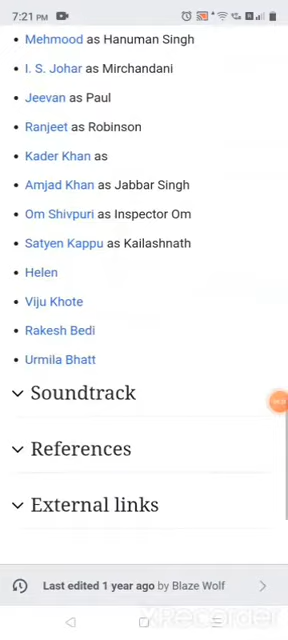 7:21 PM
Mehmood as Hanuman Singh
I. S. Johar as Mirchandani
Jeevan as Paul
Ranjeet as Robinson
Kader Khan as
Amjad Khan as Jabbar Singh
Om Shivpuri as Inspector Om
Satyen Kappu as Kailashnath
Helen
Viju Khote
Rakesh Bedi
Urmila Bhatt
Soundtrack
References
External links
Last edited 1 year ago by Blaze Wolf
XRECORDER